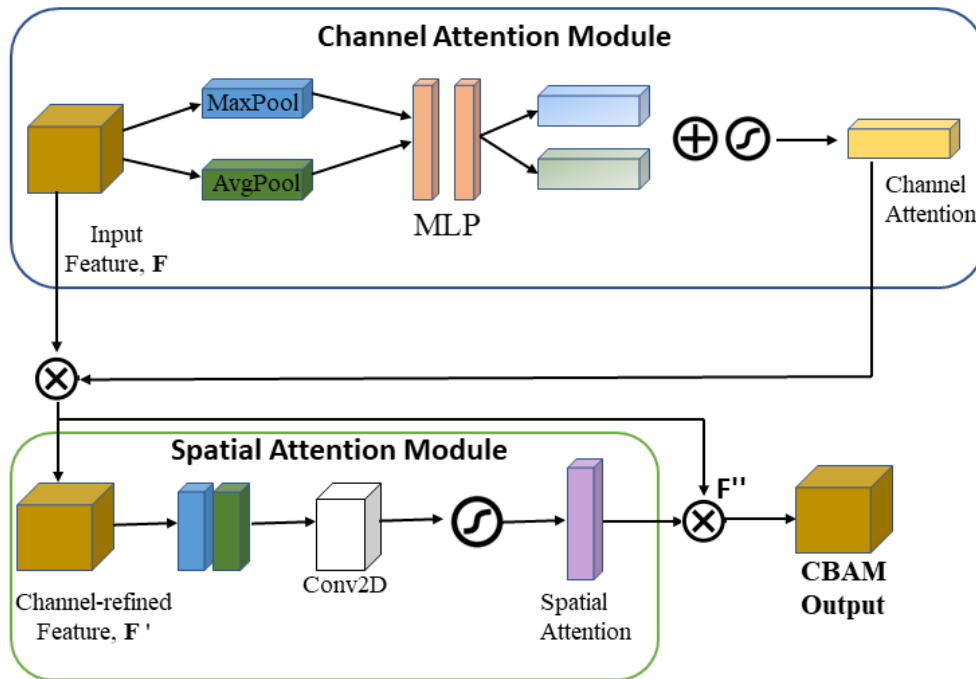 Channel Attention Module
MaxPool
AvgPool
MLP
Channel
Attention
Input
Feature, F
Spatial Attention Module
F''
Conv2D
Channel-refined
Feature, F '
Spatial
Attention
CBAM
Output